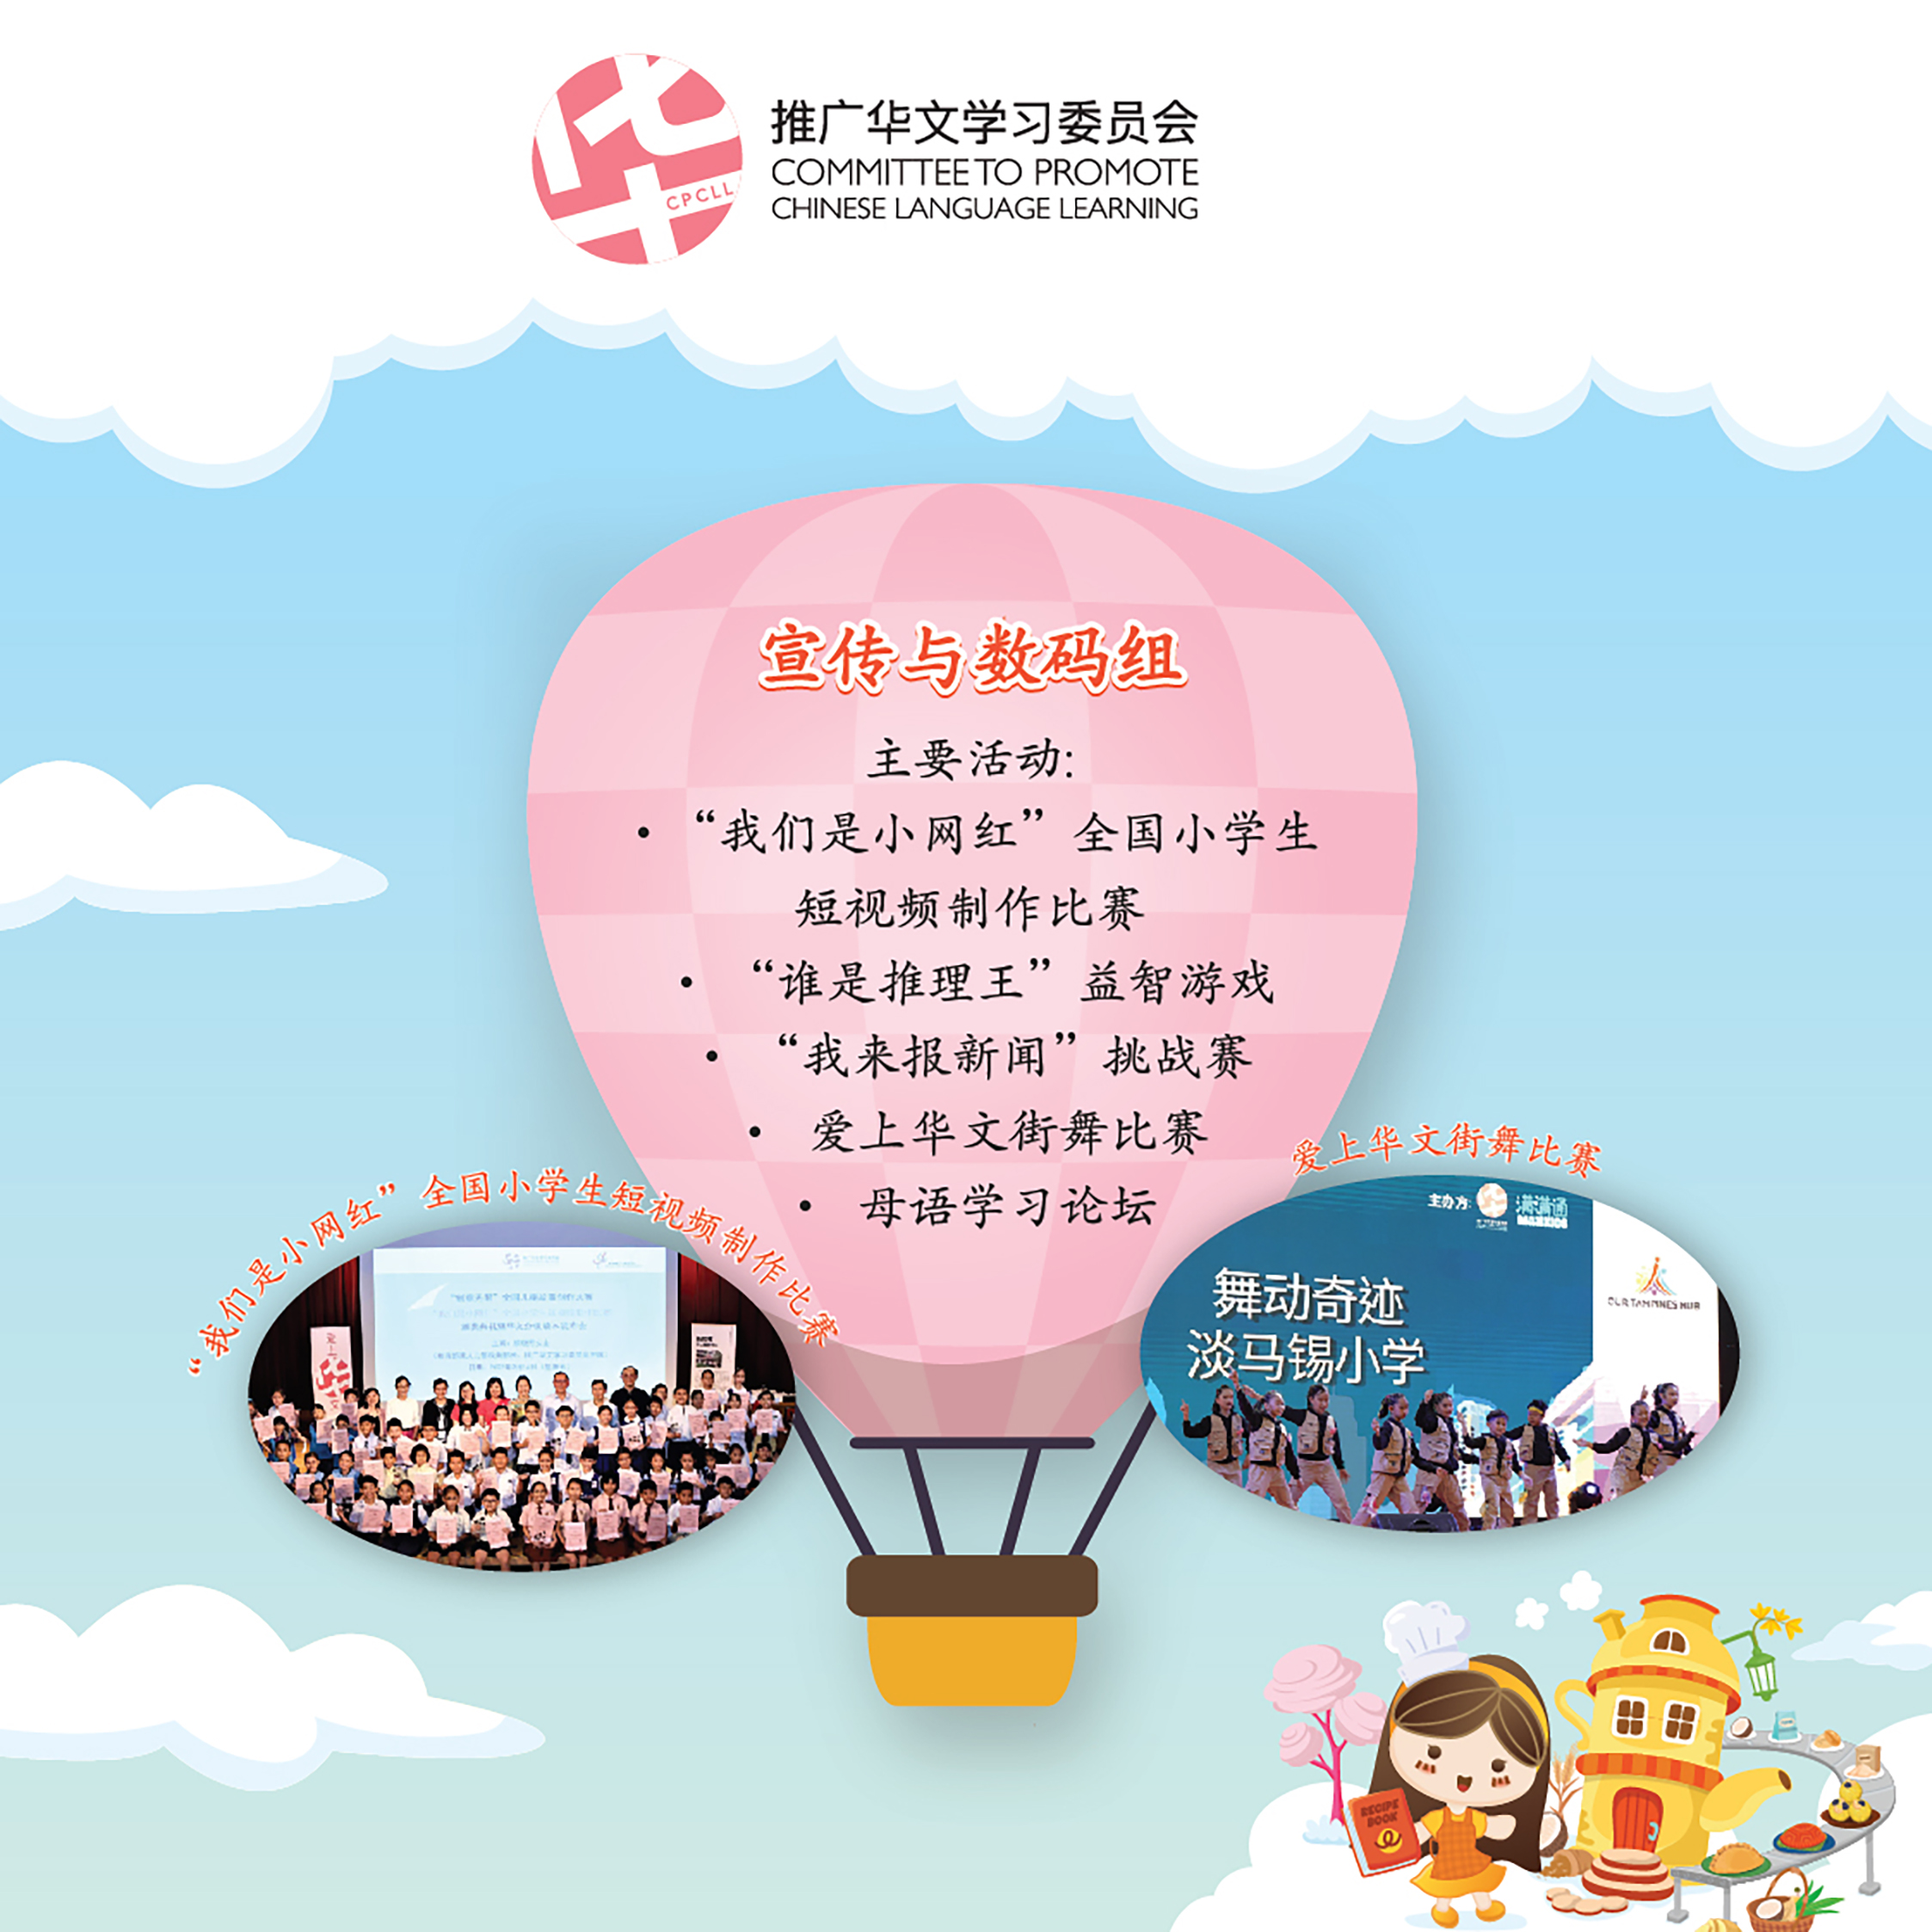 推广华文学习委员会
COMMITTEE TO PROMOTE
CHINESE LANGUAGE LEARNING
CPCLL
宣传与数码组
主要活动:
• “我们是小网红”全国小学生
短视频制作比赛
• “谁是推理王”益智游戏
• “我来报新闻”挑战赛
• 爱上华文街舞比赛
• 母语学习论坛
“我们是小网红”全国小学生短视频制作比赛
爱上华文街舞比赛
主办方:
舞动奇迹
淡马锡小学
OUR TAMPINES HUB
RECIPE
BOOK